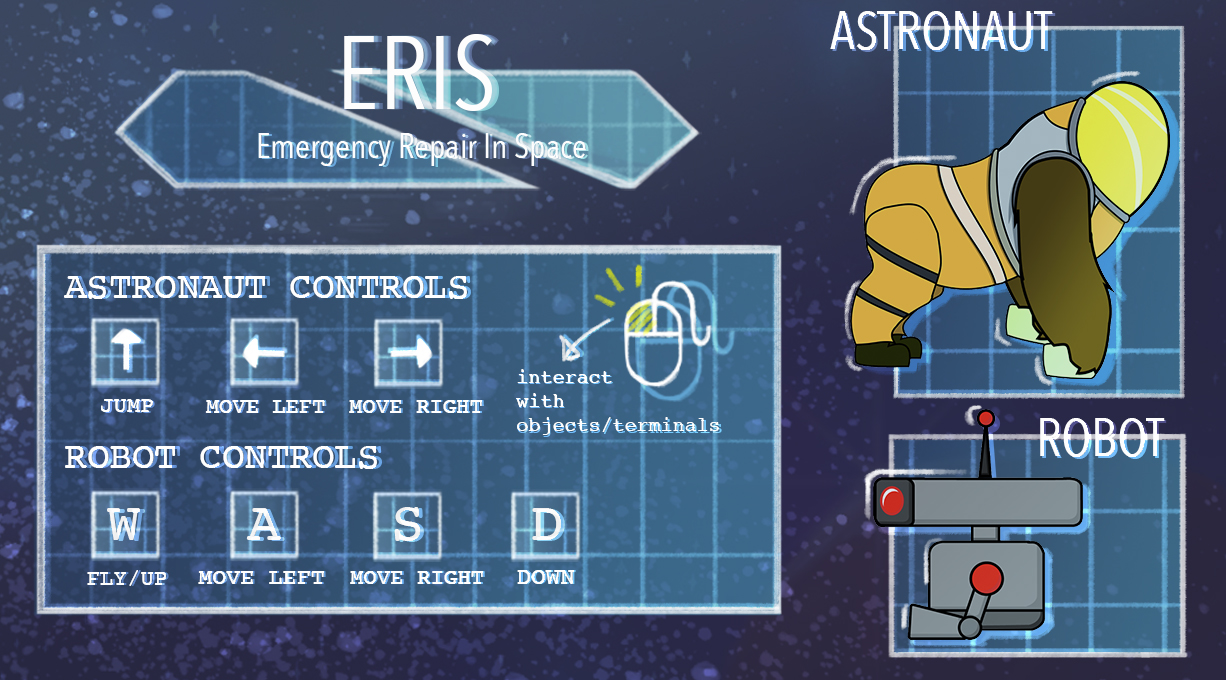 ERIS
Emergency Repair In Space
ASTRONAUT
ASTRONAUT CONTROLS
JUMP MOVE LEFT MOVE RIGHT
interact
with
objects/terminals
ROBOT CONTROLS
W A S D
FLY/UP MOVE LEFT MOVE RIGHT DOWN
ROBOT